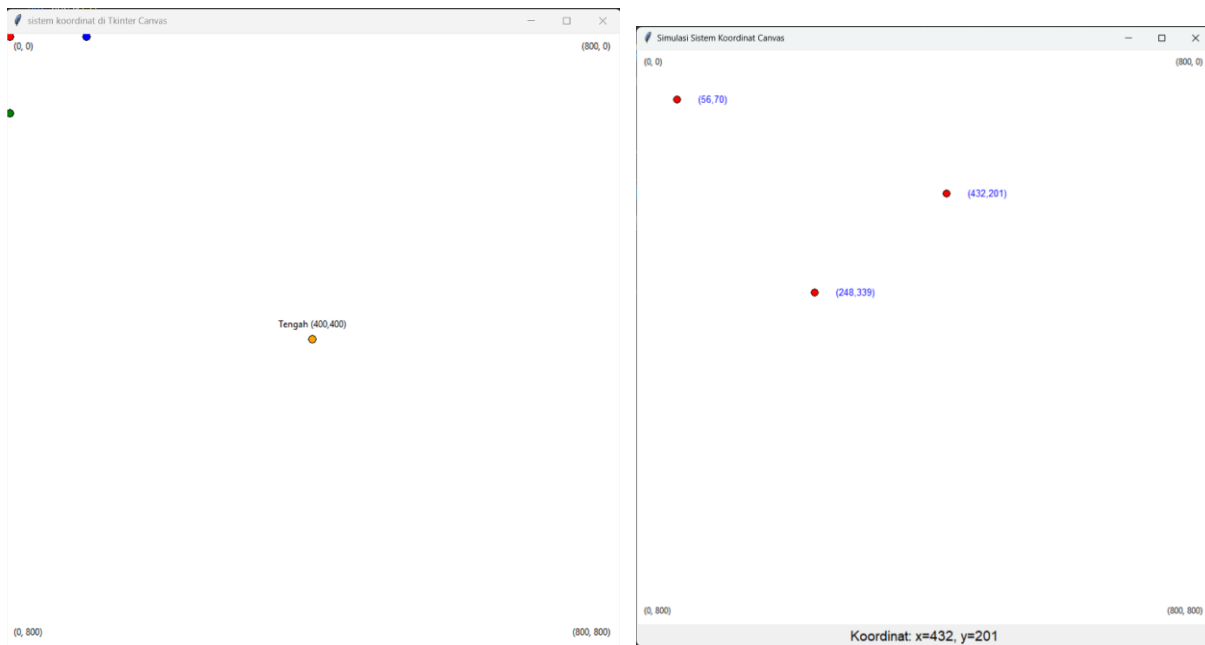 sistem koordinat di Tkinter Canvas
(0, 0) (800, 0)
Tengah (400,400)
(0, 800) (800, 800)
Simulasi Sistem Koordinat Canvas
(0, 0) (800, 0)
(56,70)
(432,201)
(248,339)
(0, 800) (800, 800)
Koordinat: x=432, y=201